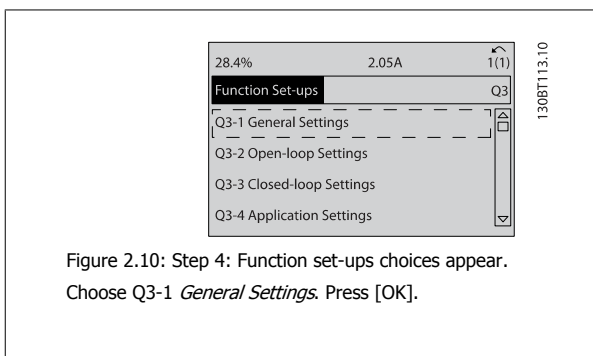 28.4% 2.05A 1(1)
Function Set-ups Q3
Q3-1 General Settings
Q3-2 Open-loop Settings
Q3-3 Closed-loop Settings
Q3-4 Application Settings
130BT113.10
Figure 2.10: Step 4: Function set-ups choices appear.
Choose Q3-1 General Settings. Press [OK].